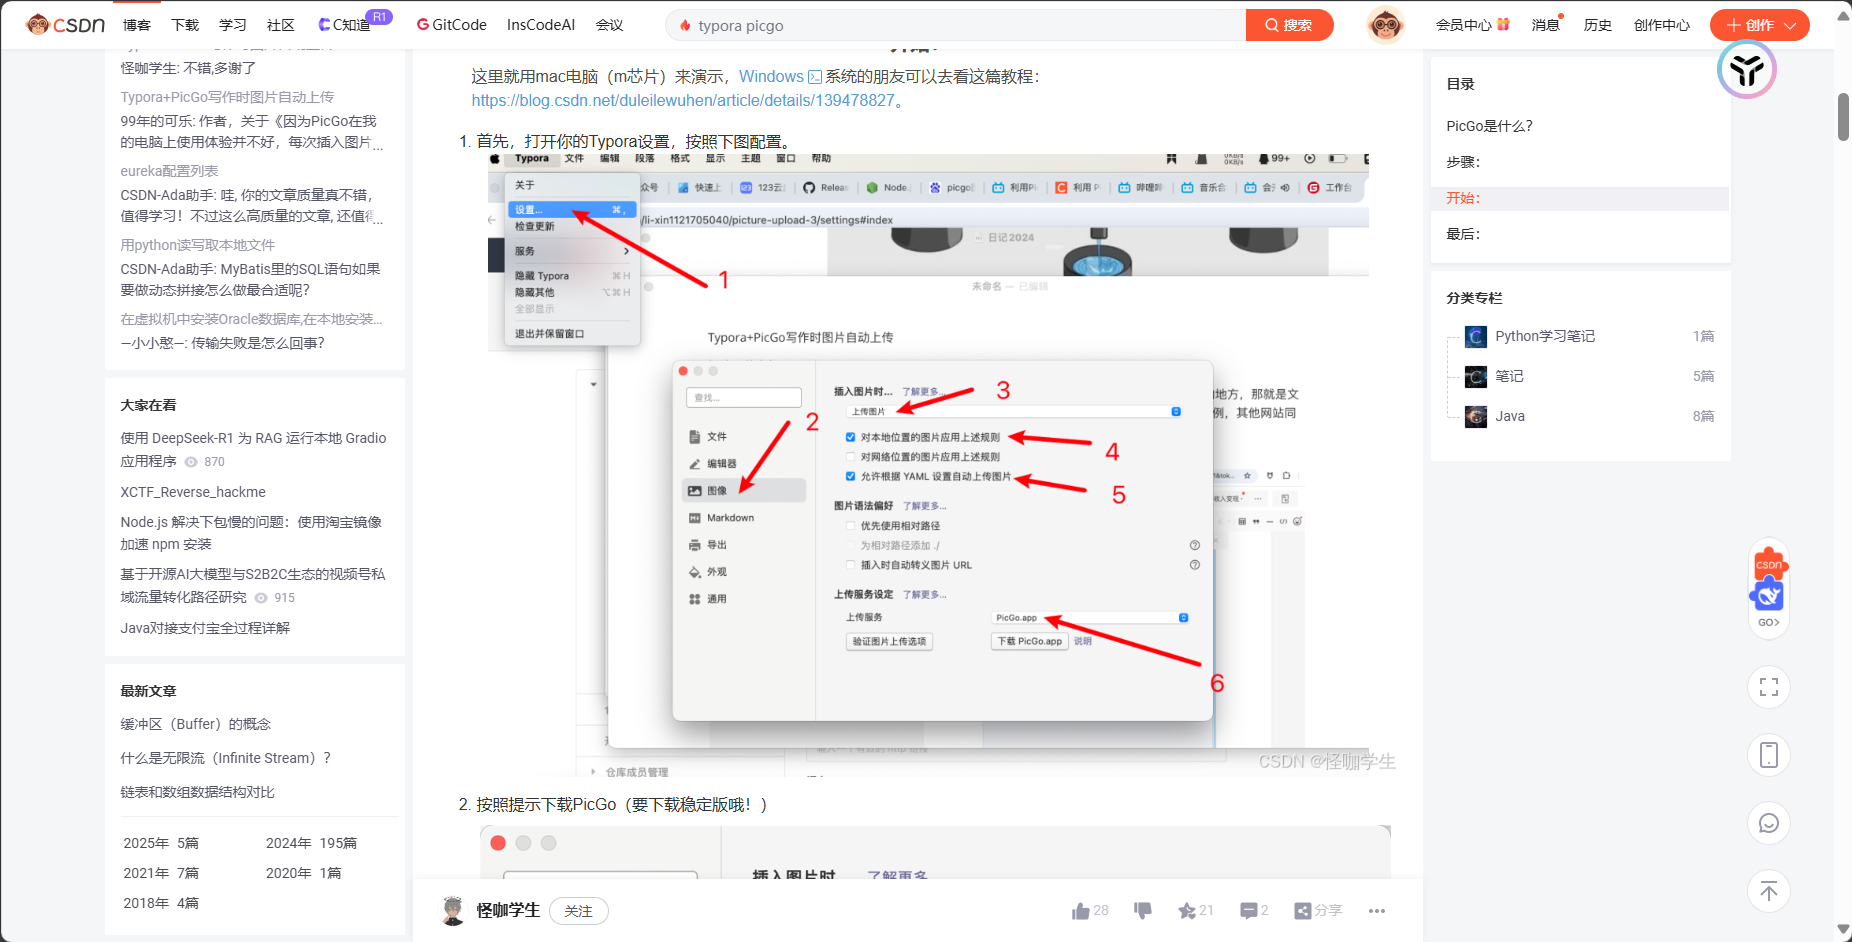 CSDN 博客 下载 学习 社区 C知道 R1 GitCode InsCodeAI 会议 typora picgo 搜索 会员中心 消息 历史 创作中心 创作
怪咖学生: 不错,多谢了
Typora+PicGo写作时图片自动上传
99年的可乐: 作者，关于《因为PicGo在我
的电脑上使用体验并不好，每次插入图片...
eureka配置列表
CSDN-Ada助手: 哇, 你的文章质量真不错，
值得学习！不过这么高质量的文章, 还值得...
用python读写取本地文件
CSDN-Ada助手: MyBatis里的SQL语句如果
要做动态拼接怎么做最合适呢?
在虚拟机中安装Oracle数据库,在本地安装...
一小小憨一: 传输失败是怎么回事?
大家在看
使用 DeepSeek-R1 为 RAG 运行本地 Gradio
应用程序 870
XCTF_Reverse_hackme
Node.js 解决下包慢的问题：使用淘宝镜像
加速 npm 安装
基于开源AI大模型与S2B2C生态的视频号私
域流量转化路径研究 915
Java对接支付宝全过程详解
最新文章
缓冲区（Buffer）的概念
什么是无限流（Infinite Stream）？
链表和数组数据结构对比
2025年 5篇 2024年 195篇
2021年 7篇 2020年 1篇
2018年 4篇
开始：
这里就用mac电脑（m芯片）来演示，Windows 系统的朋友可以去看这篇教程：
https://blog.csdn.net/duleilewuhen/article/details/139478827。
1. 首先，打开你的Typora设置，按照下图配置。
Typora 文件 编辑 段落 格式 显示 主题 窗口 帮助 99+
关于
设置... ⌘ ,
检查更新
服务
隐藏 Typora ⌘ H
隐藏其他 ⌥ ⌘ H
全部显示
退出并保留窗口
1
公号 快速上 123云 Relea Node. picgo 利用Pi 利用 P 哔哩哔 音乐合 会 工作台
/li-xin1121705040/picture-upload-3/settings#index
日记2024
未命名 — 已编辑
Typora+PicGo写作时图片自动上传
地方，那就是文
例，其他网站同
查找...
文件
编辑器
图像
Markdown
导出
外观
通用
2
插入图片时... 了解更多... 3
上传图片
对本地位置的图片应用上述规则 4
对网络位置的图片应用上述规则
允许根据 YAML 设置自动上传图片 5
图片语法偏好 了解更多...
优先使用相对路径
为相对路径添加 ./
插入时自动转义图片 URL
上传服务设定 了解更多...
上传服务 PicGo.app
验证图片上传选项 下载 PicGo.app 说明
6
仓库成员管理
CSDN @怪咖学生
2. 按照提示下载PicGo（要下载稳定版哦！）
插入图片时 了解更多
怪咖学生 关注 28 21 2 分享
目录
PicGo是什么?
步骤：
开始：
最后：
分类专栏
Python学习笔记 1篇
笔记 5篇
Java 8篇
CSDN
GO>